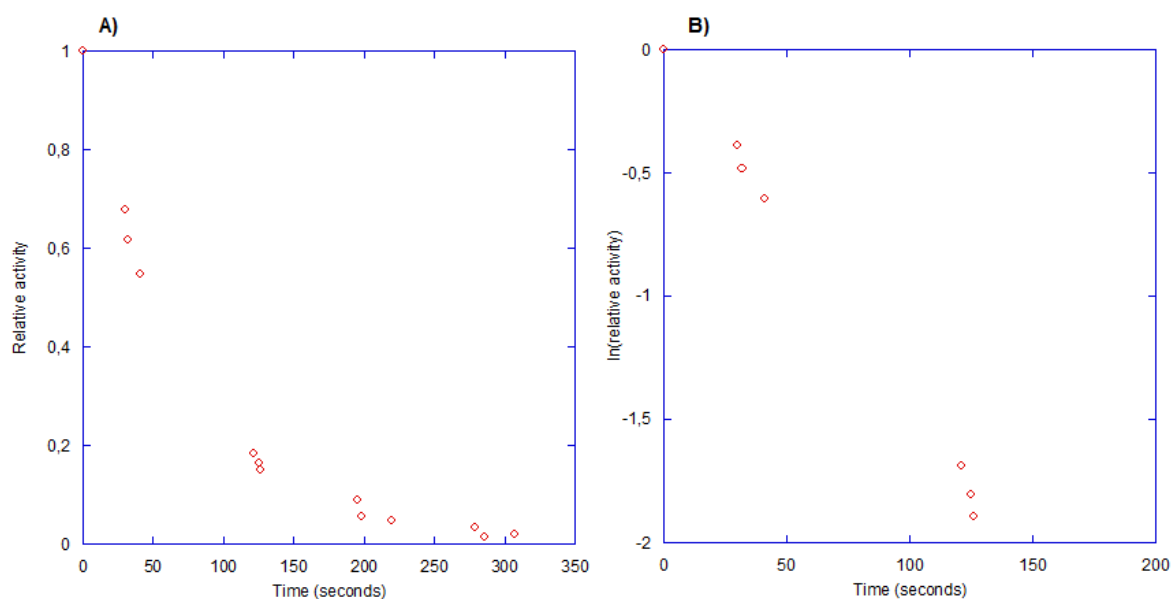 A)
1
0,8
0,6
0,4
0,2
0
Relative activity
0 50 100 150 200 250 300 350
Time (seconds)
B)
0
-0,5
-1
-1,5
-2
ln(relative activity)
0 50 100 150 200
Time (seconds)